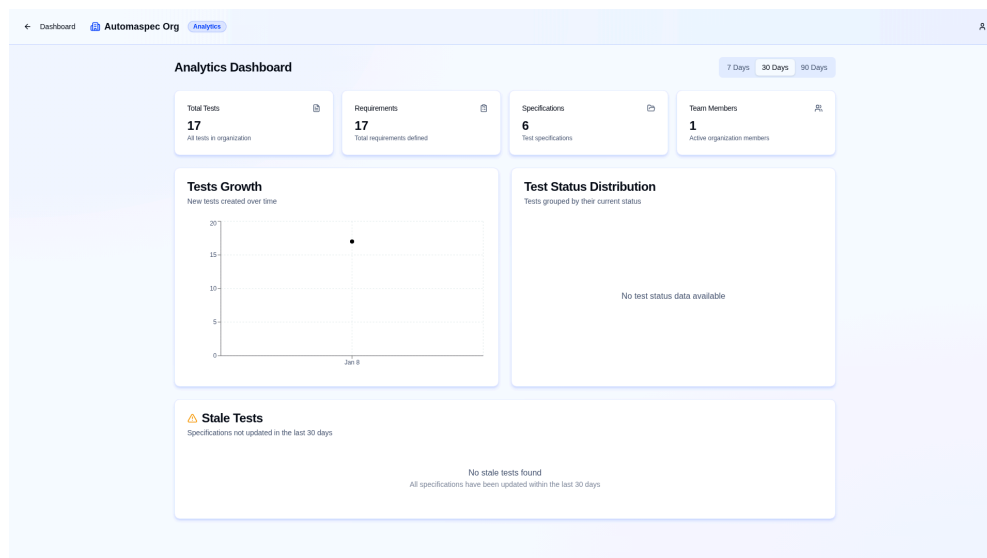 Dashboard Automaspec Org Analytics
Analytics Dashboard 7 Days 30 Days 90 Days
Total Tests
17
All tests in organization
Requirements
17
Total requirements defined
Specifications
6
Test specifications
Team Members
1
Active organization members
Tests Growth
New tests created over time
20
15
10
5
0
Jan 8
Test Status Distribution
Tests grouped by their current status
No test status data available
Stale Tests
Specifications not updated in the last 30 days
No stale tests found
All specifications have been updated within the last 30 days